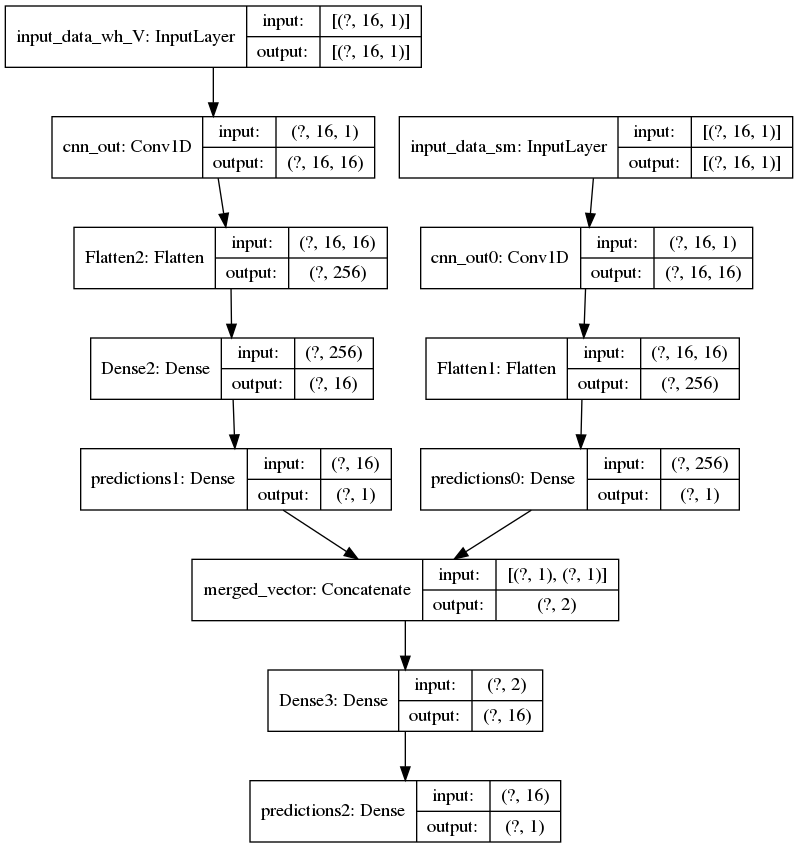 input_data_wh_V: InputLayer
input: [(?, 16, 1)]
output: [(?, 16, 1)]
cnn_out: Conv1D
input: (?, 16, 1)
output: (?, 16, 16)
input_data_sm: InputLayer
input: [(?, 16, 1)]
output: [(?, 16, 1)]
Flatten2: Flatten
input: (?, 16, 16)
output: (?, 256)
cnn_out0: Conv1D
input: (?, 16, 1)
output: (?, 16, 16)
Dense2: Dense
input: (?, 256)
output: (?, 16)
Flatten1: Flatten
input: (?, 16, 16)
output: (?, 256)
predictions1: Dense
input: (?, 16)
output: (?, 1)
predictions0: Dense
input: (?, 256)
output: (?, 1)
merged_vector: Concatenate
input: [(?, 1), (?, 1)]
output: (?, 2)
Dense3: Dense
input: (?, 2)
output: (?, 16)
predictions2: Dense
input: (?, 16)
output: (?, 1)